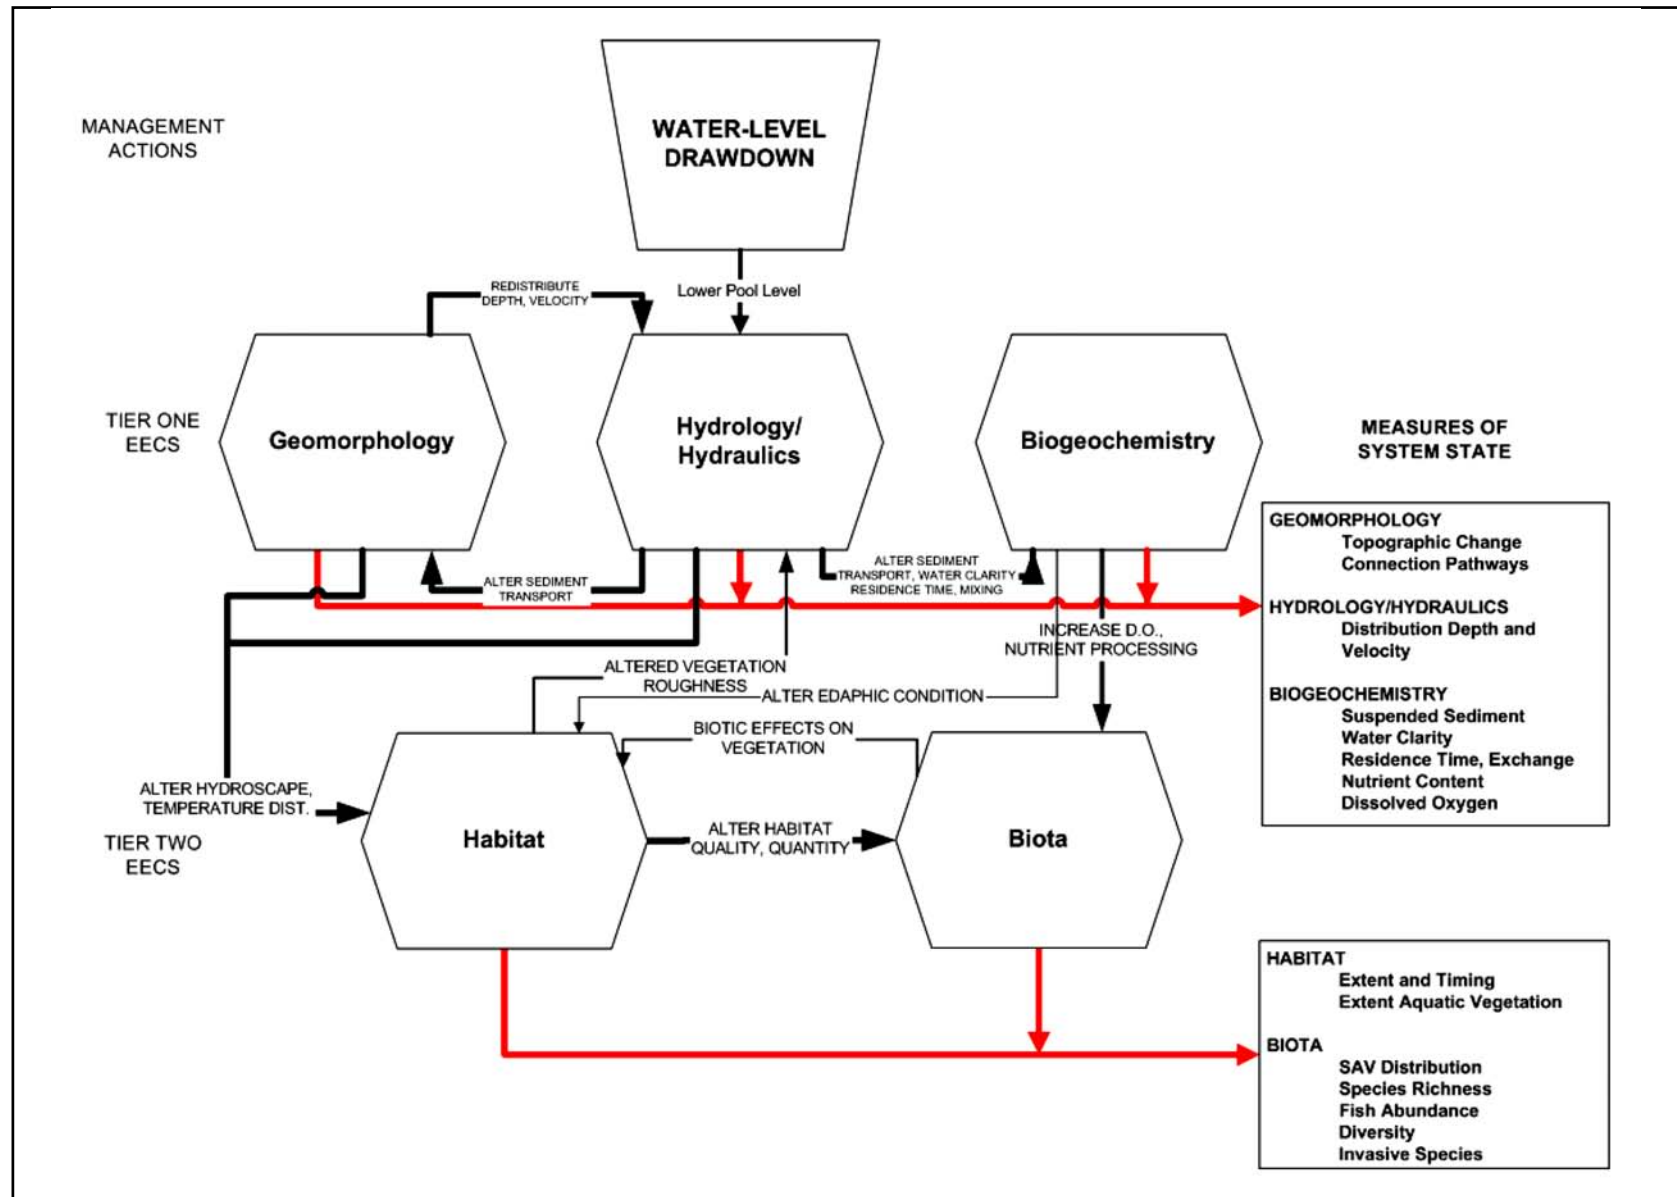 MANAGEMENT
ACTIONS
WATER-LEVEL
DRAWDOWN
REDISTRIBUTE
DEPTH, VELOCITY
Lower Pool Level
TIER ONE
EECS
Geomorphology
Hydrology/
Hydraulics
Biogeochemistry
MEASURES OF
SYSTEM STATE
ALTER SEDIMENT
TRANSPORT
ALTER SEDIMENT
TRANSPORT, WATER CLARITY
RESIDENCE TIME, MIXING
GEOMORPHOLOGY
Topographic Change
Connection Pathways
HYDROLOGY/HYDRAULICS
Distribution Depth and
Velocity
BIOGEOCHEMISTRY
Suspended Sediment
Water Clarity
Residence Time, Exchange
Nutrient Content
Dissolved Oxygen
INCREASE D.O.,
NUTRIENT PROCESSING
ALTERED VEGETATION
ROUGHNESS
ALTER EDAPHIC CONDITION
BIOTIC EFFECTS ON
VEGETATION
ALTER HYDROSCAPE,
TEMPERATURE DIST.
TIER TWO
EECS
Habitat
ALTER HABITAT
QUALITY, QUANTITY
Biota
HABITAT
Extent and Timing
Extent Aquatic Vegetation
BIOTA
SAV Distribution
Species Richness
Fish Abundance
Diversity
Invasive Species